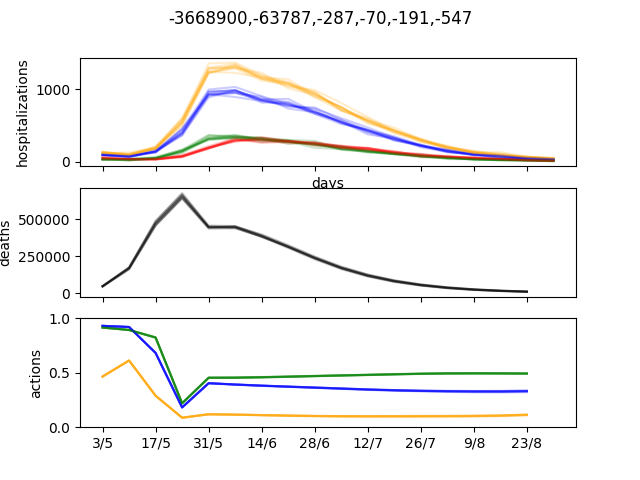 -3668900,-63787,-287,-70,-191,-547
hospitalizations
1000
0
days
deaths
500000
250000
0
actions
1.0
0.5
0.0
3/5 17/5 31/5 14/6 28/6 12/7 26/7 9/8 23/8